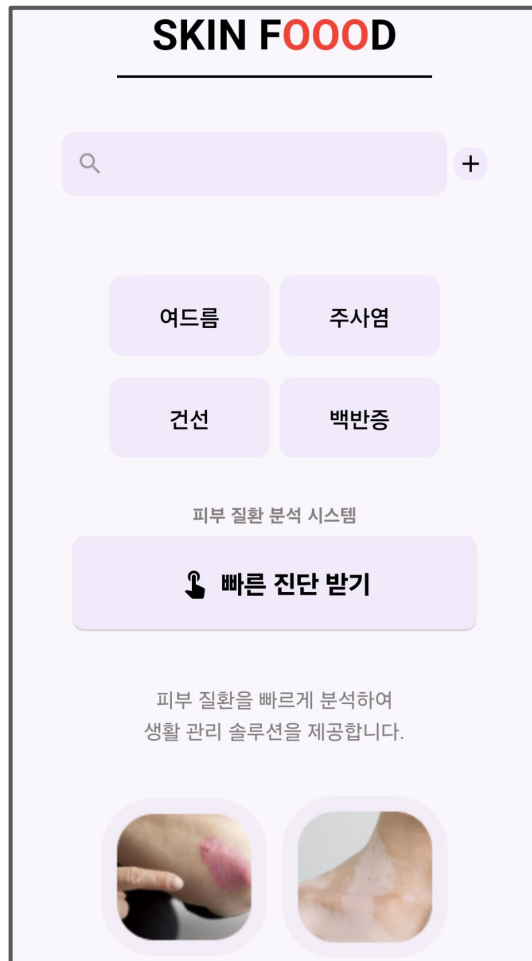 SKIN FOOOD
여드름
주사염
건선
백반증
피부 질환 분석 시스템
빠른 진단 받기
피부 질환을 빠르게 분석하여
생활 관리 솔루션을 제공합니다.